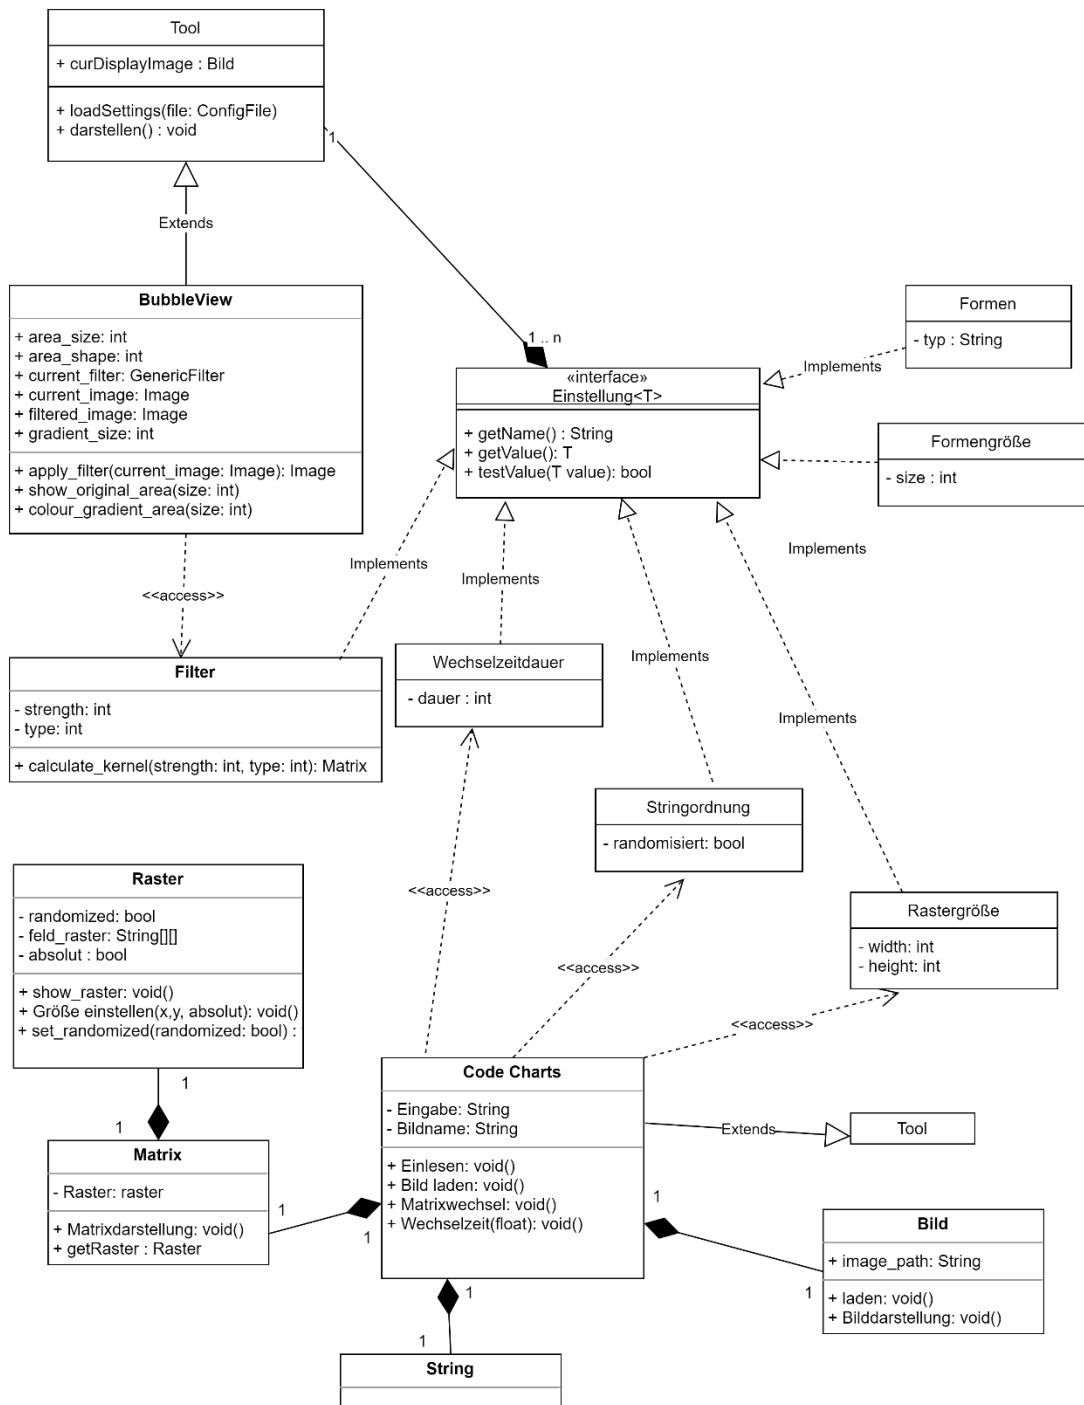 Tool
+ curDisplayImage : Bild
+ loadSettings(file: ConfigFile)
+ darstellen() : void
1
Extends
BubbleView
+ area_size: int
+ area_shape: int
+ current_filter: GenericFilter
+ current_image: Image
+ filtered_image: Image
+ gradient_size: int
+ apply_filter(current_image: Image): Image
+ show_original_area(size: int)
+ colour_gradient_area(size: int)
1 .. n
«interface»
Einstellung<T>
+ getName() : String
+ getValue(): T
+ testValue(T value): bool
Formen
- typ : String
Implements
Formengröße
- size : int
Implements
Implements
Implements
<<access>>
Filter
- strength: int
- type: int
+ calculate_kernel(strength: int, type: int): Matrix
Wechselzeitdauer
- dauer : int
Implements
Implements
Stringordnung
- randomisiert: bool
<<access>>
Rastergröße
- width: int
- height: int
<<access>>
<<access>>
Raster
- randomized: bool
- feld_raster: String[][]
- absolut : bool
+ show_raster: void()
+ Größe einstellen(x,y, absolut): void()
+ set_randomized(randomized: bool) :
1
1
Matrix
- Raster: raster
+ Matrixdarstellung: void()
+ getRaster : Raster
1
1
Code Charts
- Eingabe: String
- Bildname: String
+ Einlesen: void()
+ Bild laden: void()
+ Matrixwechsel: void()
+ Wechselzeit(float): void()
Extends
Tool
1
1
Bild
+ image_path: String
+ laden: void()
+ Bilddarstellung: void()
1
1
String